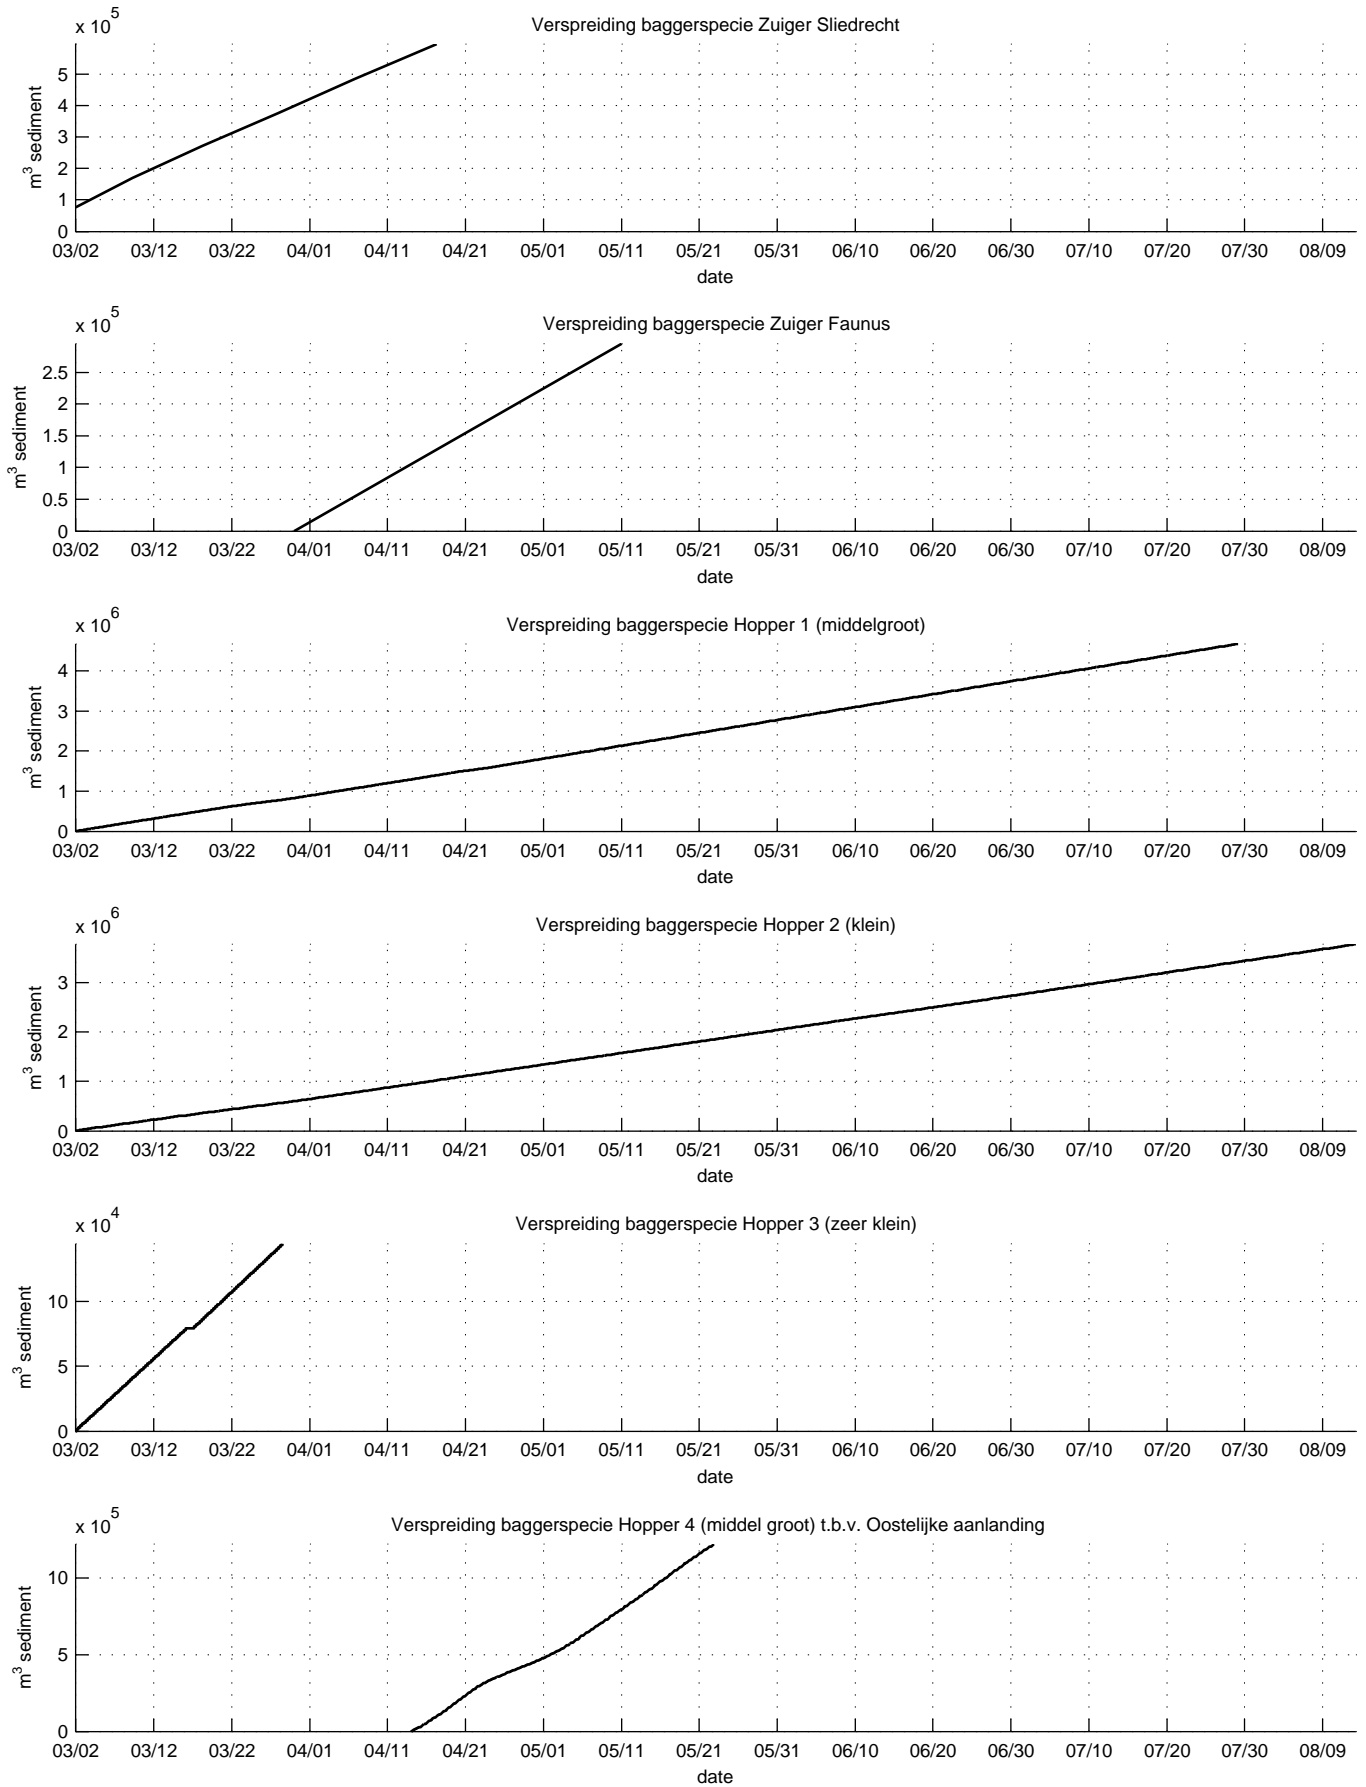 x 10^5
Verspreiding baggerspecie Zuiger Sliedrecht
m^3 sediment
5
4
3
2
1
0
03/02 03/12 03/22 04/01 04/11 04/21 05/01 05/11 05/21 05/31 06/10 06/20 06/30 07/10 07/20 07/30 08/09
date
x 10^5
Verspreiding baggerspecie Zuiger Faunus
m^3 sediment
2.5
2
1.5
1
0.5
0
03/02 03/12 03/22 04/01 04/11 04/21 05/01 05/11 05/21 05/31 06/10 06/20 06/30 07/10 07/20 07/30 08/09
date
x 10^6
Verspreiding baggerspecie Hopper 1 (middelgroot)
m^3 sediment
4
3
2
1
0
03/02 03/12 03/22 04/01 04/11 04/21 05/01 05/11 05/21 05/31 06/10 06/20 06/30 07/10 07/20 07/30 08/09
date
x 10^6
Verspreiding baggerspecie Hopper 2 (klein)
m^3 sediment
3
2
1
0
03/02 03/12 03/22 04/01 04/11 04/21 05/01 05/11 05/21 05/31 06/10 06/20 06/30 07/10 07/20 07/30 08/09
date
x 10^4
Verspreiding baggerspecie Hopper 3 (zeer klein)
m^3 sediment
10
5
0
03/02 03/12 03/22 04/01 04/11 04/21 05/01 05/11 05/21 05/31 06/10 06/20 06/30 07/10 07/20 07/30 08/09
date
x 10^5
Verspreiding baggerspecie Hopper 4 (middel groot) t.b.v. Oostelijke aanlanding
m^3 sediment
10
5
0
03/02 03/12 03/22 04/01 04/11 04/21 05/01 05/11 05/21 05/31 06/10 06/20 06/30 07/10 07/20 07/30 08/09
date